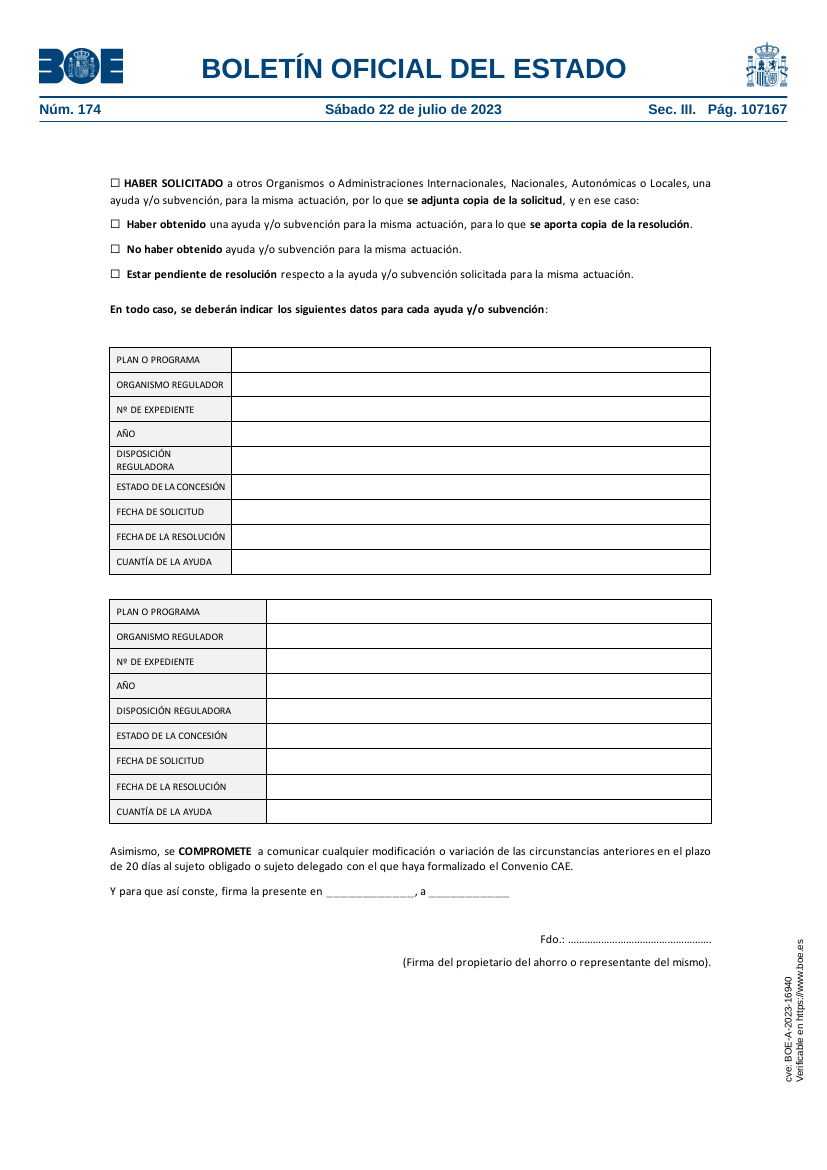 BOE
BOLETÍN OFICIAL DEL ESTADO
Núm. 174
Sábado 22 de julio de 2023
Sec. III. Pág. 107167
☐ HABER SOLICITADO a otros Organismos o Administraciones Internacionales, Nacionales, Autonómicas o Locales, una
ayuda y/o subvención, para la misma actuación, por lo que se adjunta copia de la solicitud, y en ese caso:
☐ Haber obtenido una ayuda y/o subvención para la misma actuación, para lo que se aporta copia de la resolución.
☐ No haber obtenido ayuda y/o subvención para la misma actuación.
☐ Estar pendiente de resolución respecto a la ayuda y/o subvención solicitada para la misma actuación.
En todo caso, se deberán indicar los siguientes datos para cada ayuda y/o subvención:
PLAN O PROGRAMA
ORGANISMO REGULADOR
Nº DE EXPEDIENTE
AÑO
DISPOSICIÓN
REGULADORA
ESTADO DE LA CONCESIÓN
FECHA DE SOLICITUD
FECHA DE LA RESOLUCIÓN
CUANTÍA DE LA AYUDA
PLAN O PROGRAMA
ORGANISMO REGULADOR
Nº DE EXPEDIENTE
AÑO
DISPOSICIÓN REGULADORA
ESTADO DE LA CONCESIÓN
FECHA DE SOLICITUD
FECHA DE LA RESOLUCIÓN
CUANTÍA DE LA AYUDA
Asimismo, se COMPROMETE a comunicar cualquier modificación o variación de las circunstancias anteriores en el plazo
de 20 días al sujeto obligado o sujeto delegado con el que haya formalizado el Convenio CAE.
Y para que así conste, firma la presente en ____________, a ___________
Fdo.: …………………………………………….
(Firma del propietario del ahorro o representante del mismo).
cve: BOE-A-2023-16940
Verificable en https://www.boe.es